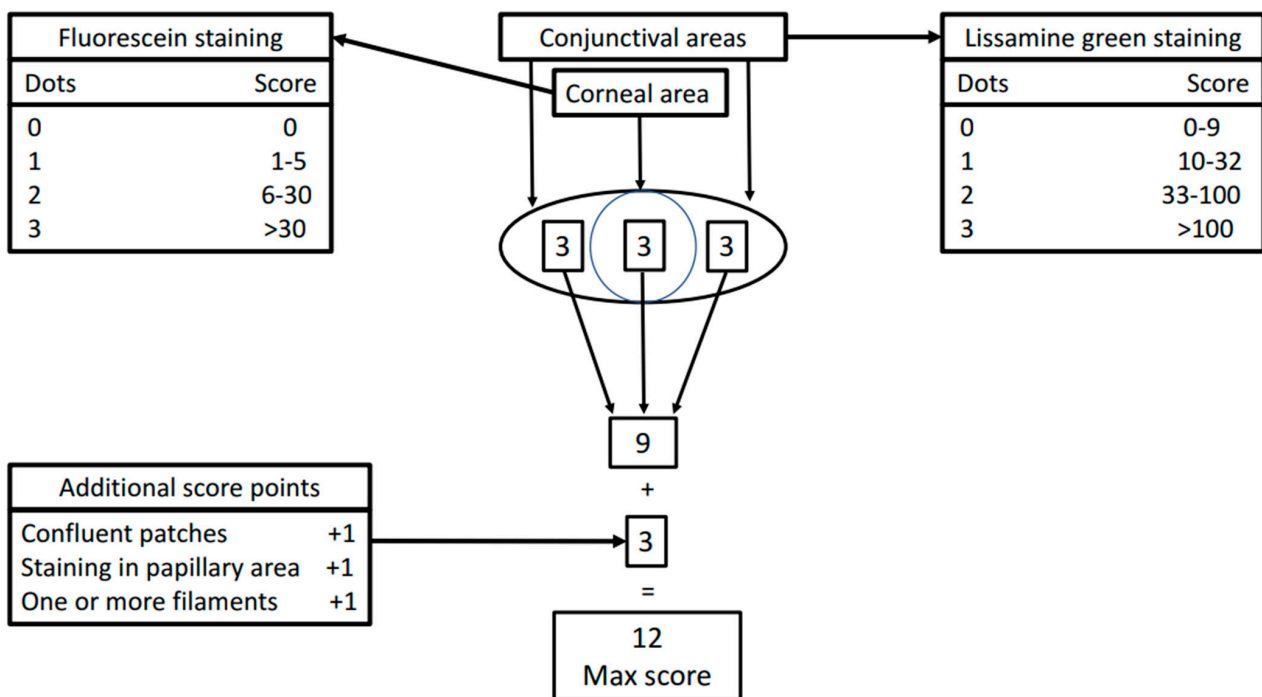 Fluorescein staining
Dots Score
0 0
1 1-5
2 6-30
3 >30
Conjunctival areas
Corneal area
Lissamine green staining
Dots Score
0 0-9
1 10-32
2 33-100
3 >100
3 3 3
9
+
Additional score points
Confluent patches +1
Staining in papillary area +1
One or more filaments +1
3
=
12
Max score